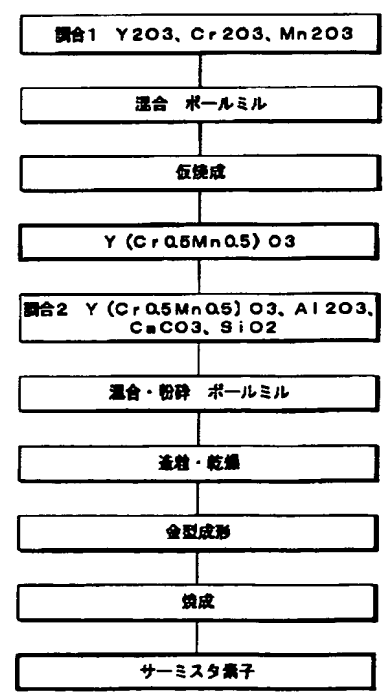 調合1 Y2O3、Cr2O3、Mn2O3
混合 ボールミル
仮焼成
Y(Cr0.5Mn0.5)O3
調合2 Y(Cr0.5Mn0.5)O3、Al2O3、
CaCO3、SiO2
混合・粉砕 ボールミル
造粒・乾燥
金型成形
焼成
サーミスタ素子